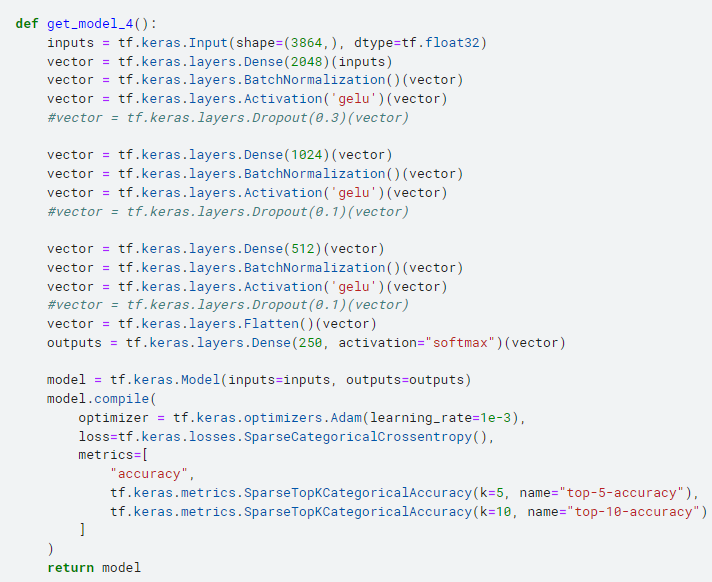 def get_model_4():
    inputs = tf.keras.Input(shape=(3864,), dtype=tf.float32)
    vector = tf.keras.layers.Dense(2048)(inputs)
    vector = tf.keras.layers.BatchNormalization()(vector)
    vector = tf.keras.layers.Activation('gelu')(vector)
    #vector = tf.keras.layers.Dropout(0.3)(vector)

    vector = tf.keras.layers.Dense(1024)(vector)
    vector = tf.keras.layers.BatchNormalization()(vector)
    vector = tf.keras.layers.Activation('gelu')(vector)
    #vector = tf.keras.layers.Dropout(0.1)(vector)

    vector = tf.keras.layers.Dense(512)(vector)
    vector = tf.keras.layers.BatchNormalization()(vector)
    vector = tf.keras.layers.Activation('gelu')(vector)
    #vector = tf.keras.layers.Dropout(0.1)(vector)
    vector = tf.keras.layers.Flatten()(vector)
    outputs = tf.keras.layers.Dense(250, activation="softmax")(vector)

    model = tf.keras.Model(inputs=inputs, outputs=outputs)
    model.compile(
        optimizer = tf.keras.optimizers.Adam(learning_rate=1e-3),
        loss=tf.keras.losses.SparseCategoricalCrossentropy(),
        metrics=[
            "accuracy",
            tf.keras.metrics.SparseTopKCategoricalAccuracy(k=5, name="top-5-accuracy"),
            tf.keras.metrics.SparseTopKCategoricalAccuracy(k=10, name="top-10-accuracy")
        ]
    )
    return model